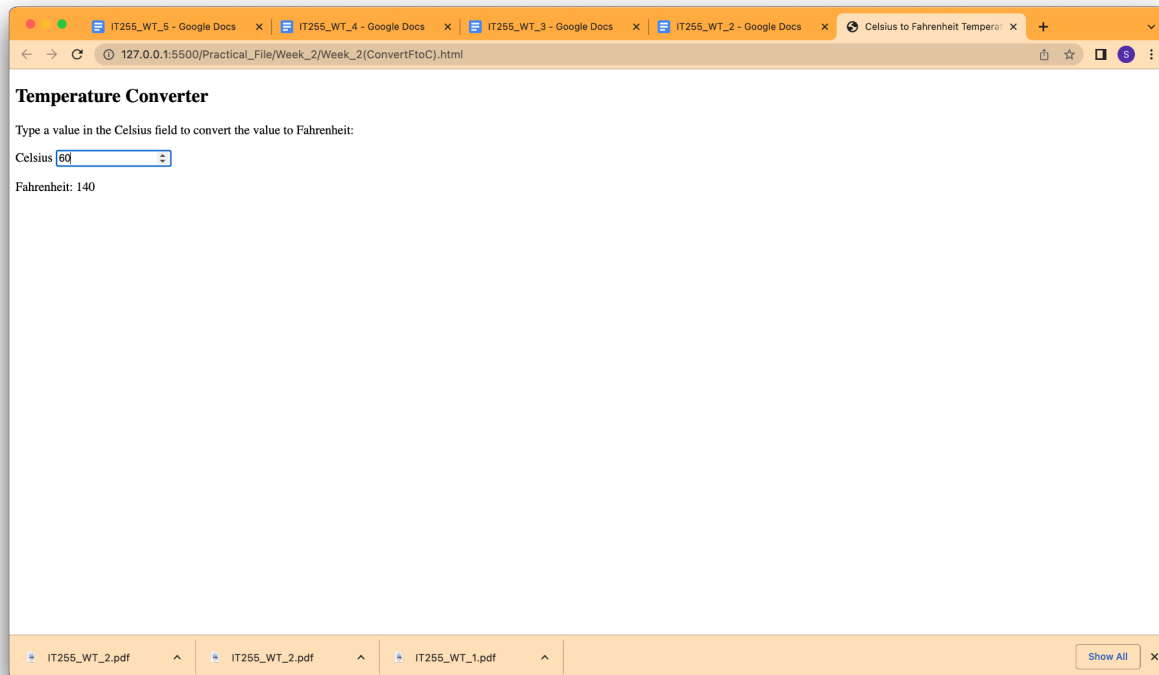 IT255_WT_5 - Google Docs
IT255_WT_4 - Google Docs
IT255_WT_3 - Google Docs
IT255_WT_2 - Google Docs
Celsius to Fahrenheit Temperat
127.0.0.1:5500/Practical_File/Week_2/Week_2(ConvertFtoC).html
S
Temperature Converter
Type a value in the Celsius field to convert the value to Fahrenheit:
Celsius 60
Fahrenheit: 140
IT255_WT_2.pdf
IT255_WT_2.pdf
IT255_WT_1.pdf
Show All